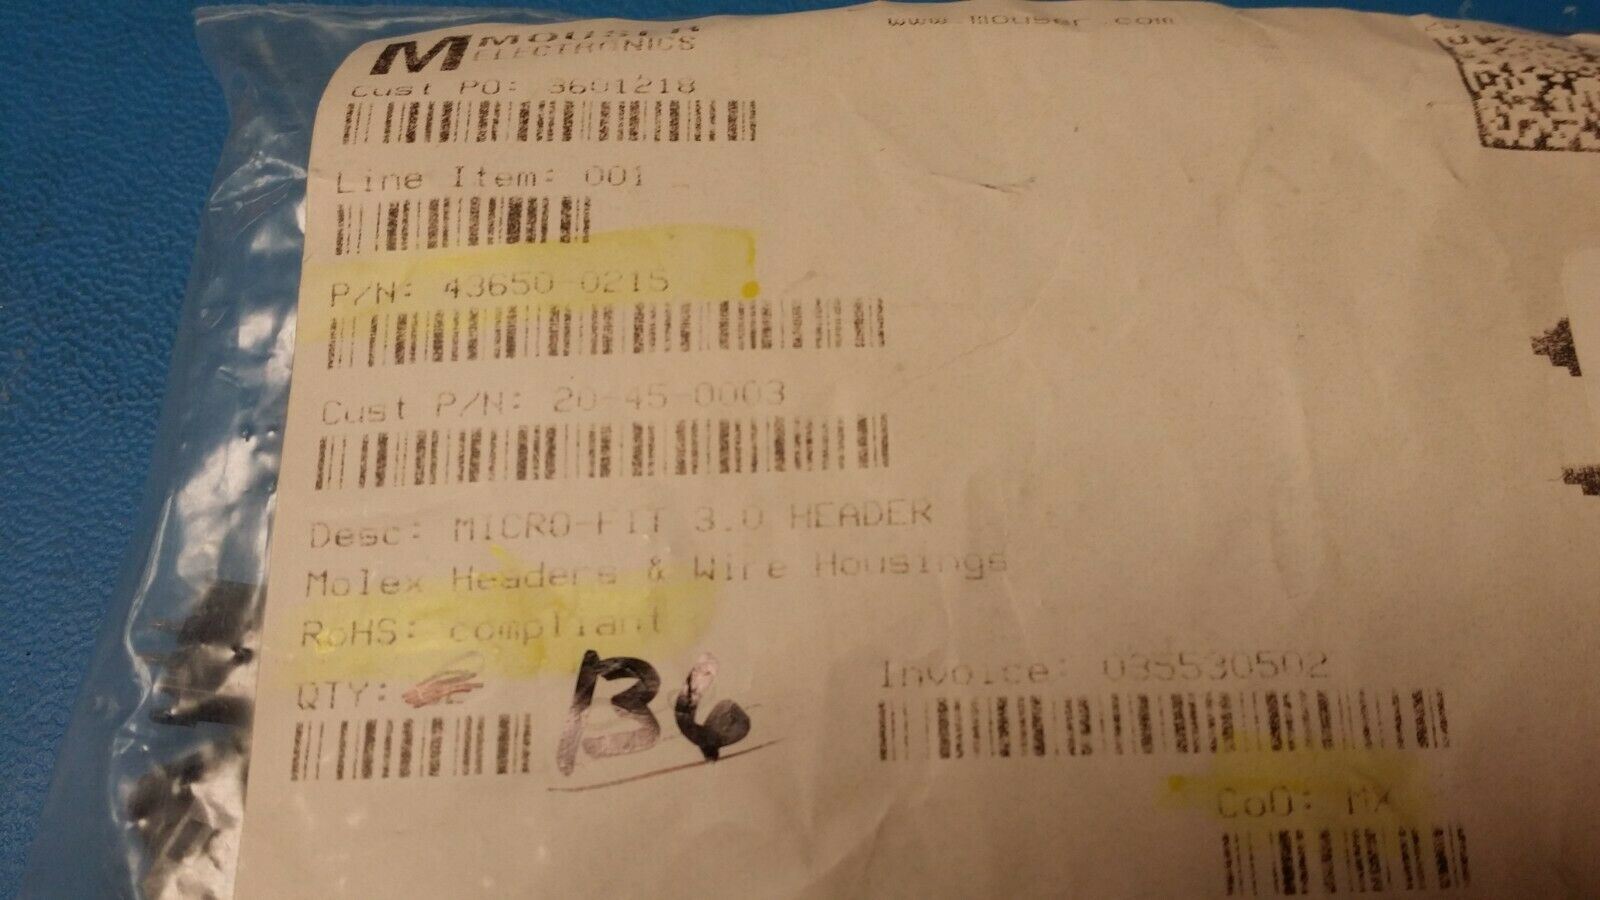 M MOUSER
ELECTRONICS
www.mouser.com
Cust PO: 3601218
Line Item: 001
P/N: 43650-0215
Cust P/N: 20-45-0003
Desc: MICRO-FIT 3.0 HEADER
Molex Headers & Wire Housings
RoHS: compliant
QTY:
B6
Invoice: 035530502
CoO: MX